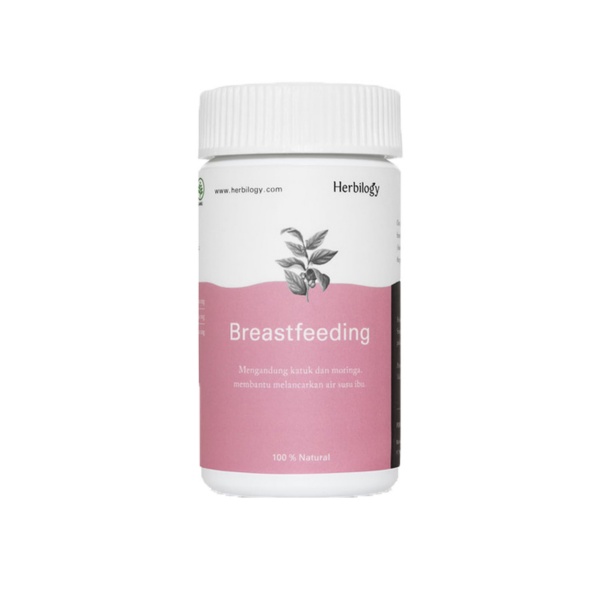 www.herbilogy.com
Herbilogy
Breastfeeding
Mengandung katuk dan moringa,
membantu melancarkan air susu ibu.
100 % Natural